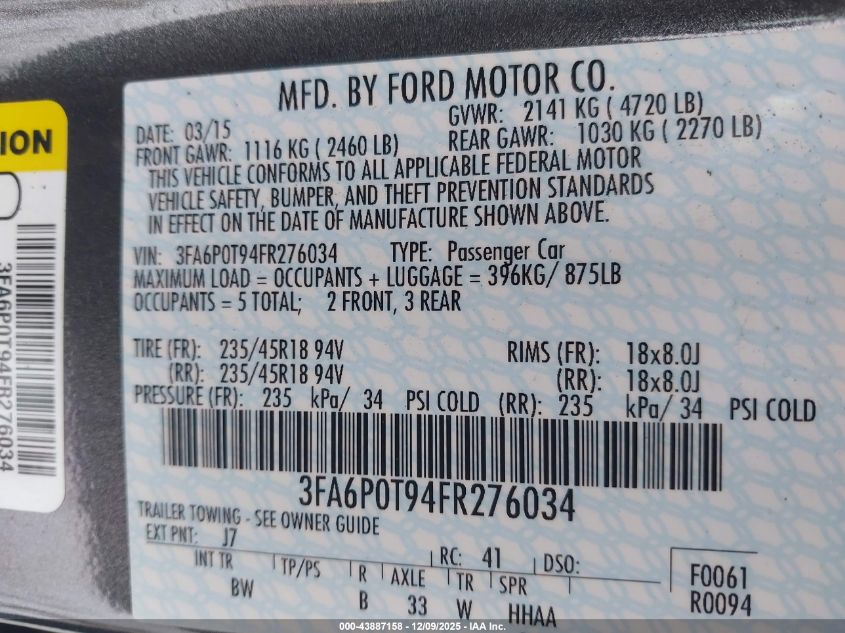 MFD. BY FORD MOTOR CO.
DATE: 03/15 GVWR: 2141 KG ( 4720 LB)
FRONT GAWR: 1116 KG ( 2460 LB) REAR GAWR: 1030 KG ( 2270 LB)
THIS VEHICLE CONFORMS TO ALL APPLICABLE FEDERAL MOTOR
VEHICLE SAFETY, BUMPER, AND THEFT PREVENTION STANDARDS
IN EFFECT ON THE DATE OF MANUFACTURE SHOWN ABOVE.
VIN: 3FA6P0T94FR276034 TYPE: Passenger Car
MAXIMUM LOAD = OCCUPANTS + LUGGAGE = 396KG/ 875LB
OCCUPANTS = 5 TOTAL; 2 FRONT, 3 REAR
TIRE (FR): 235/45R18 94V RIMS (FR): 18x8.0J
(RR): 235/45R18 94V (RR): 18x8.0J
PRESSURE (FR): 235 kPa/ 34 PSI COLD (RR): 235 kPa/ 34 PSI COLD
3FA6P0T94FR276034
TRAILER TOWING - SEE OWNER GUIDE
EXT PNT: J7 RC: 41 DSO:
INT TR TP/PS R AXLE TR SPR
BW B 33 W HHAA
F0061
R0094
ION
3FA6P0T94FR276034
000-43887158 - 12/09/2025 - IAA Inc.